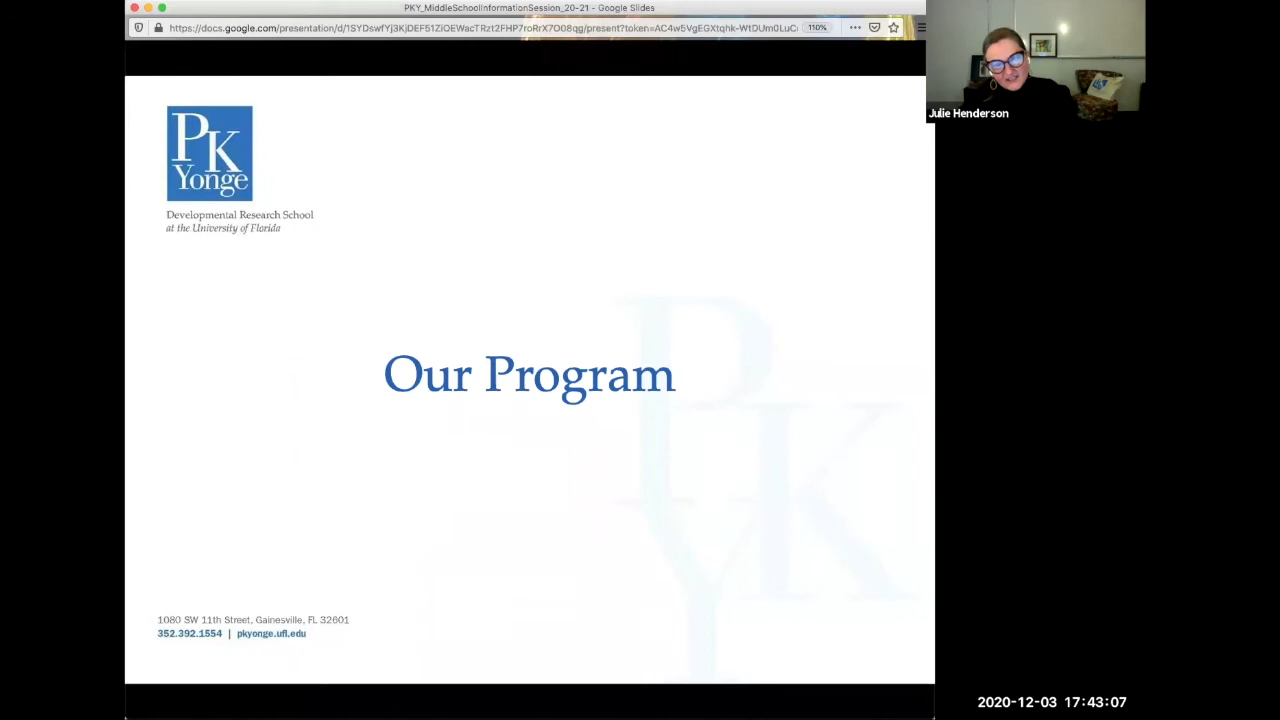 PKY_MiddleSchoolInformationSession_20-21 - Google Slides
110%
Julie Henderson
PK
Yonge
Developmental Research School
at the University of Florida
Our Program
1080 SW 11th Street, Gainesville, FL 32601
352.392.1554 | pkyonge.ufl.edu
2020-12-03 17:43:07